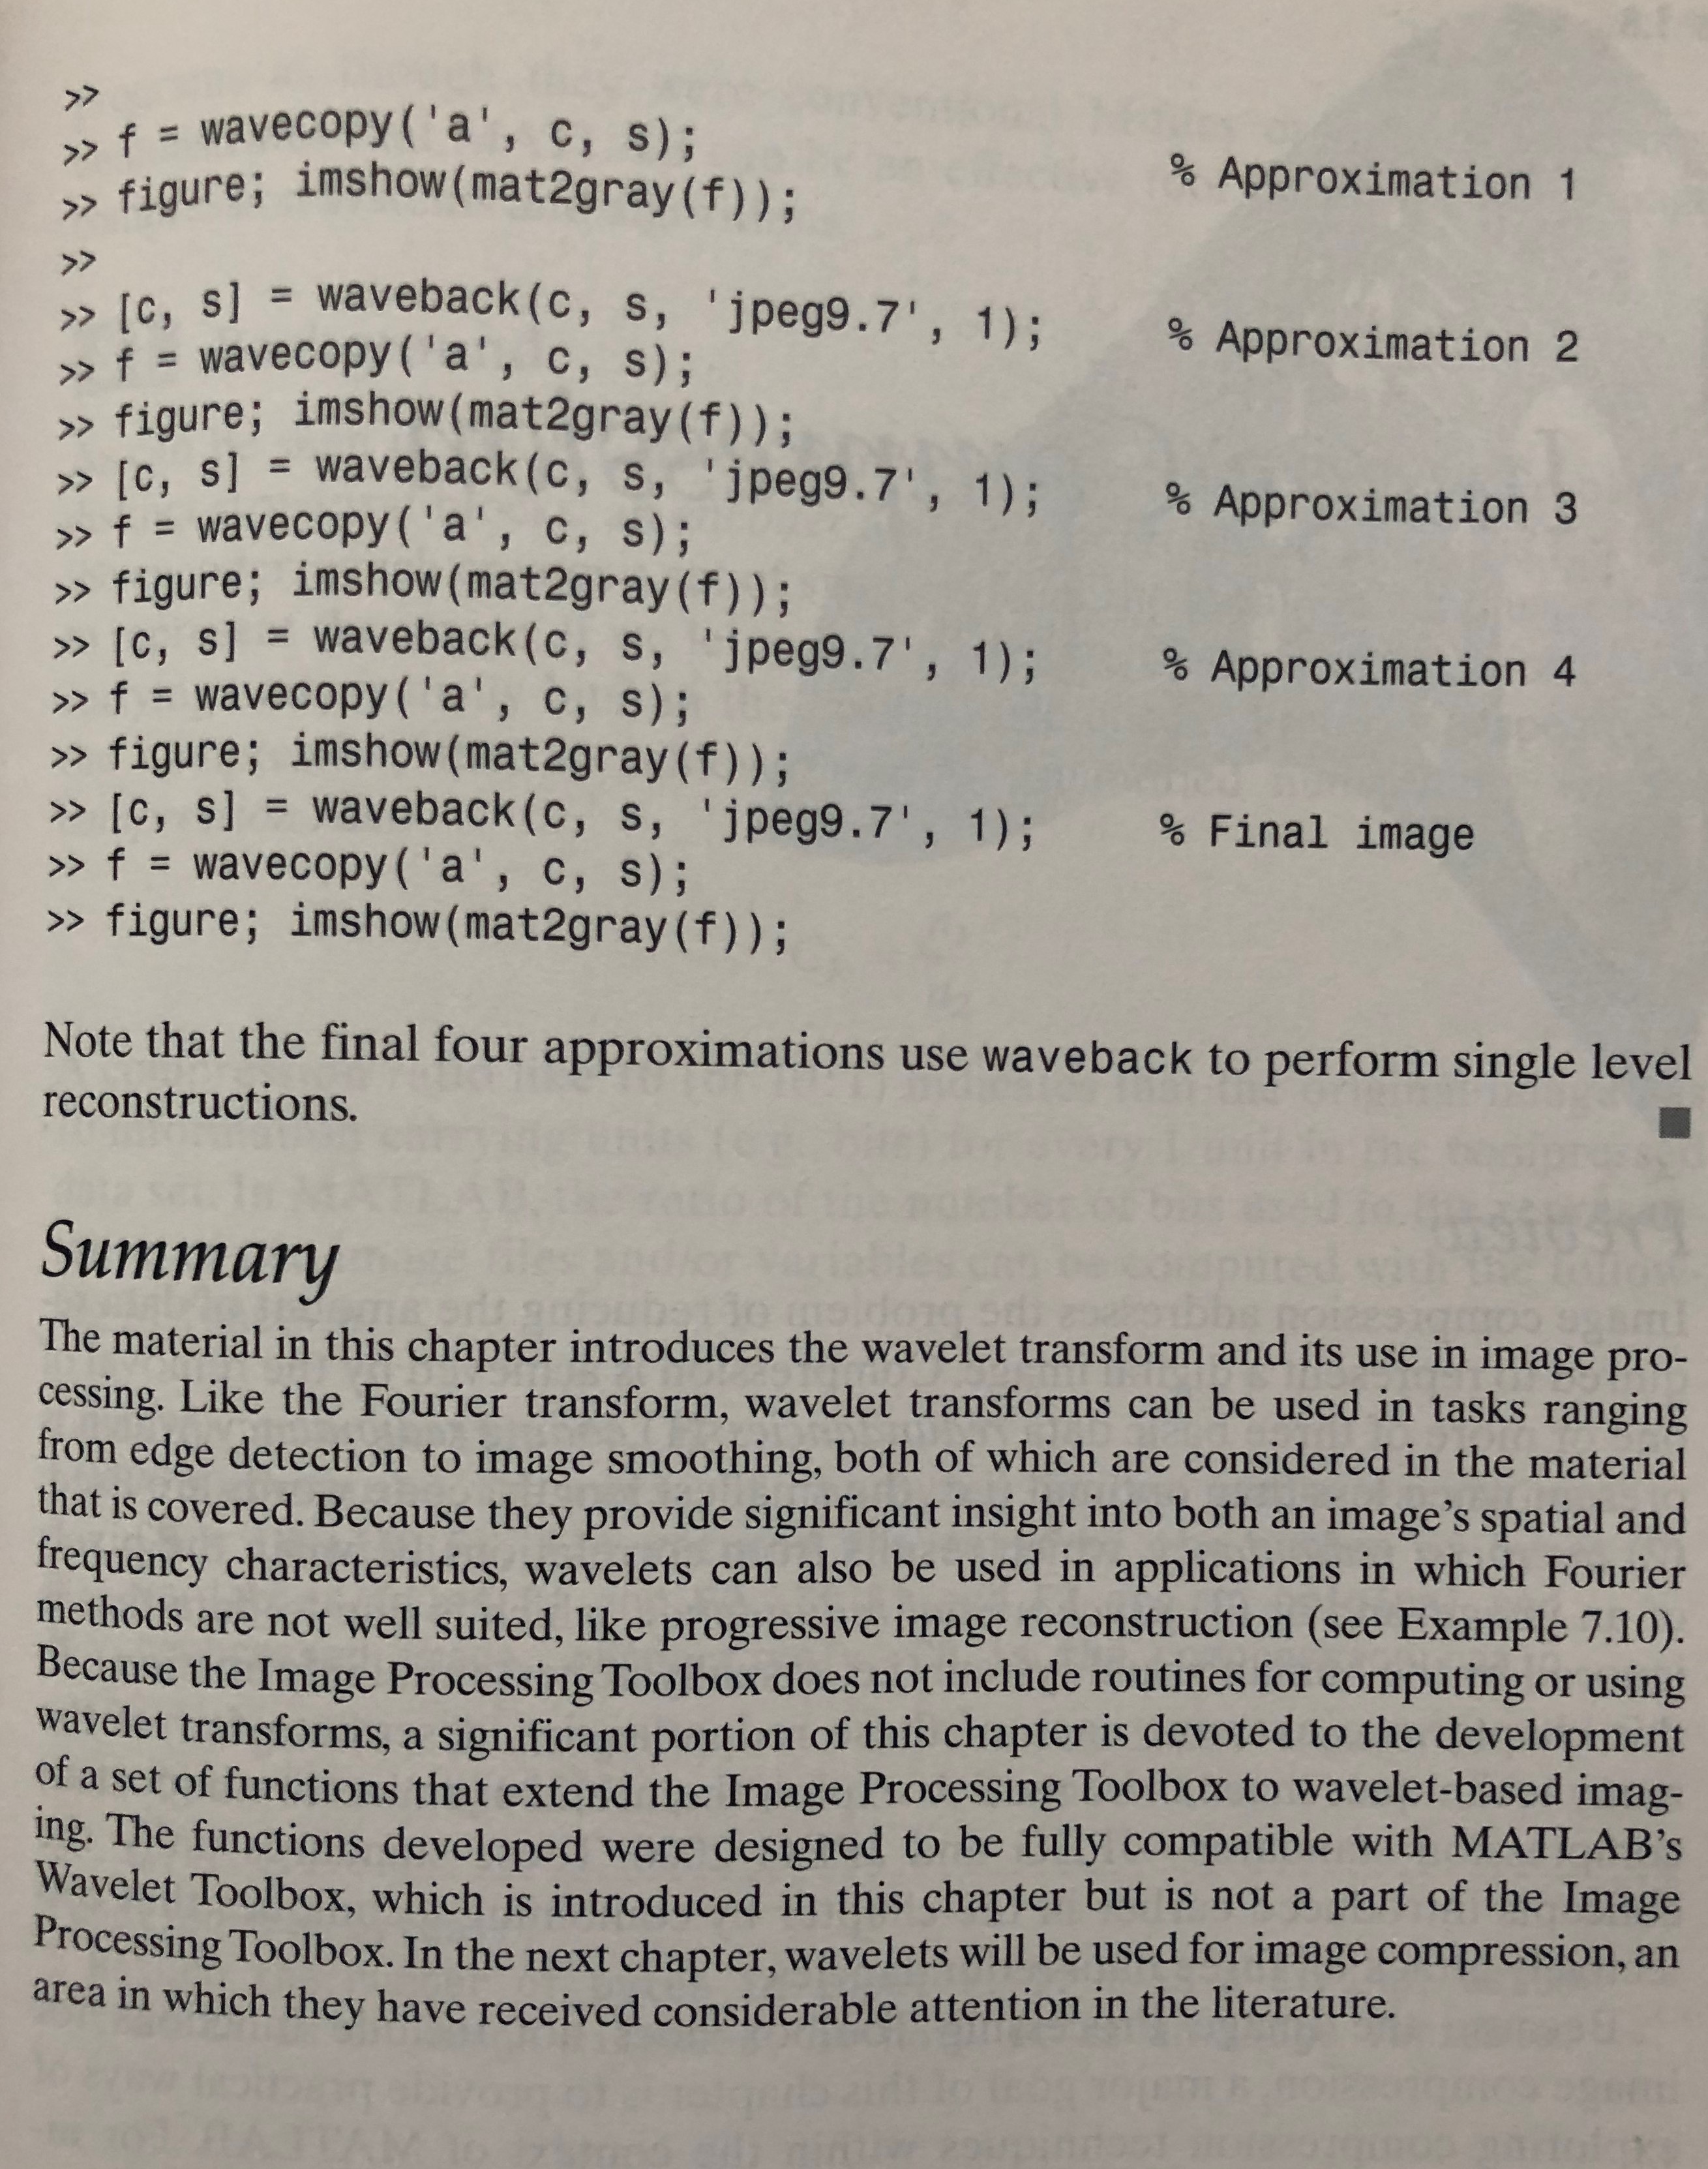 >>
>> f = wavecopy('a', c, s);
>> figure; imshow(mat2gray(f)); % Approximation 1
>>
>> [c, s] = waveback(c, s, 'jpeg9.7', 1); % Approximation 2
>> f = wavecopy('a', c, s);
>> figure; imshow(mat2gray(f));
>> [c, s] = waveback(c, s, 'jpeg9.7', 1); % Approximation 3
>> f = wavecopy('a', c, s);
>> figure; imshow(mat2gray(f));
>> [c, s] = waveback(c, s, 'jpeg9.7', 1); % Approximation 4
>> f = wavecopy('a', c, s);
>> figure; imshow(mat2gray(f));
>> [c, s] = waveback(c, s, 'jpeg9.7', 1); % Final image
>> f = wavecopy('a', c, s);
>> figure; imshow(mat2gray(f));
Note that the final four approximations use waveback to perform single level
reconstructions.
Summary
The material in this chapter introduces the wavelet transform and its use in image pro-
cessing. Like the Fourier transform, wavelet transforms can be used in tasks ranging
from edge detection to image smoothing, both of which are considered in the material
that is covered. Because they provide significant insight into both an image's spatial and
frequency characteristics, wavelets can also be used in applications in which Fourier
methods are not well suited, like progressive image reconstruction (see Example 7.10).
Because the Image Processing Toolbox does not include routines for computing or using
wavelet transforms, a significant portion of this chapter is devoted to the development
of a set of functions that extend the Image Processing Toolbox to wavelet-based imag-
ing. The functions developed were designed to be fully compatible with MATLAB's
Wavelet Toolbox, which is introduced in this chapter but is not a part of the Image
Processing Toolbox. In the next chapter, wavelets will be used for image compression, an
area in which they have received considerable attention in the literature.